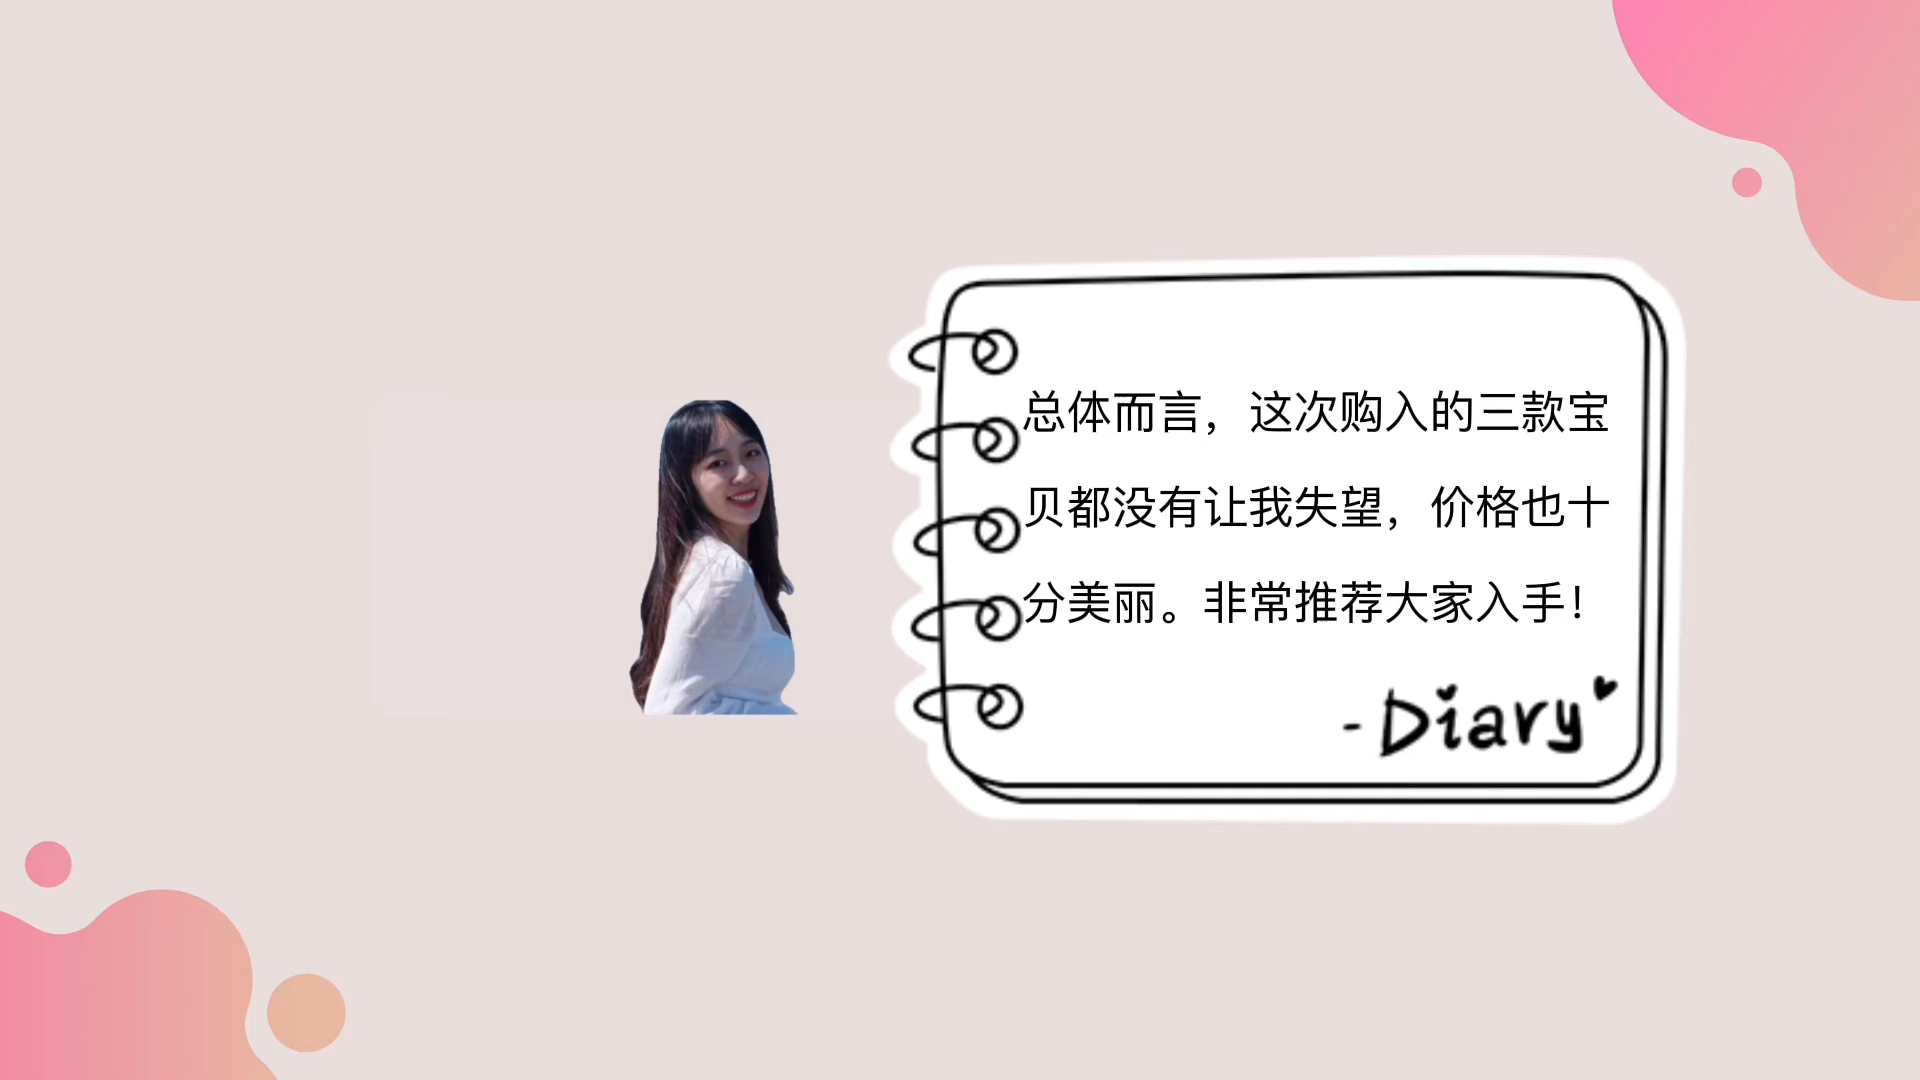 总体而言，这次购入的三款宝
贝都没有让我失望，价格也十
分美丽。非常推荐大家入手！
-Diary